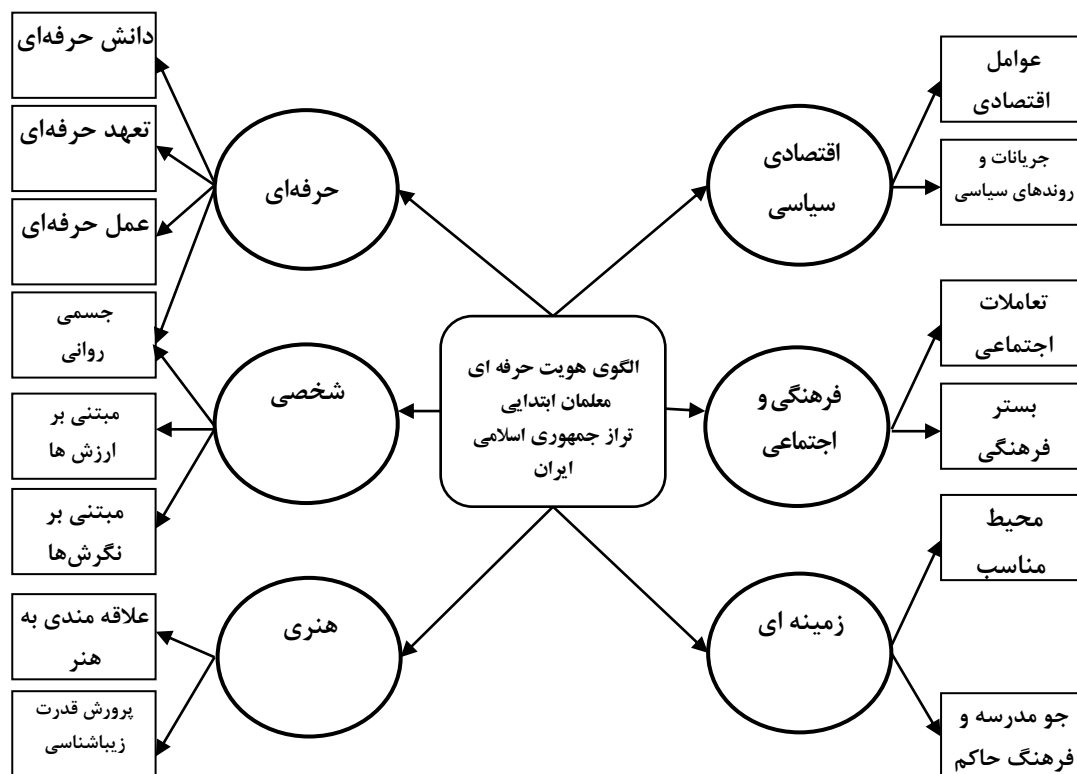 عوامل
اقتصادی
جریانات و
روندهای سیاسی
اقتصادی
سیاسی
تعاملات
اجتماعی
بستر
فرهنگی
فرهنگی و
اجتماعی
محیط
مناسب
جو مدرسه و
فرهنگ حاکم
زمینه ای
الگوی هویت حرفه ای
معلمان ابتدایی
تراز جمهوری اسلامی
ایران
حرفه‌ای
دانش حرفه‌ای
تعهد حرفه‌ای
عمل حرفه‌ای
جسمی
روانی
شخصی
مبتنی بر
ارزش ها
مبتنی بر
نگرش‌ها
هنری
علاقه مندی به
هنر
پرورش قدرت
زیباشناسی